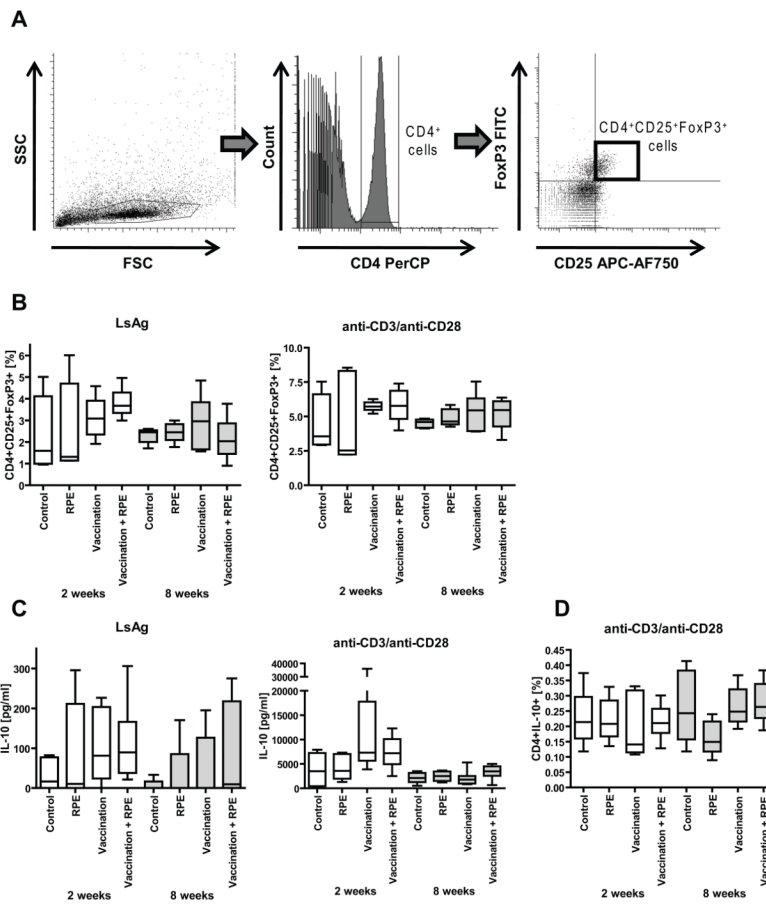 A
SSC
FSC
Count
CD4⁺
cells
CD4 PerCP
FoxP3 FITC
CD4⁺CD25⁺FoxP3⁺
cells
CD25 APC-AF750
B
LsAg
CD4+CD25+FoxP3+ [%]
6
5
4
3
2
1
0
Control
RPE
Vaccination
Vaccination + RPE
Control
RPE
Vaccination
Vaccination + RPE
2 weeks
8 weeks
anti-CD3/anti-CD28
CD4+CD25+FoxP3+ [%]
10.0
7.5
5.0
2.5
0.0
Control
RPE
Vaccination
Vaccination + RPE
Control
RPE
Vaccination
Vaccination + RPE
2 weeks
8 weeks
C
LsAg
IL-10 [pg/ml]
300
200
100
0
Control
RPE
Vaccination
Vaccination + RPE
Control
RPE
Vaccination
Vaccination + RPE
2 weeks
8 weeks
anti-CD3/anti-CD28
IL-10 [pg/ml]
40000
30000
20000
15000
10000
5000
0
Control
RPE
Vaccination
Vaccination + RPE
Control
RPE
Vaccination
Vaccination + RPE
2 weeks
8 weeks
D
anti-CD3/anti-CD28
CD4+IL-10+ [%]
0.45
0.40
0.35
0.30
0.25
0.20
0.15
0.10
0.05
0.00
Control
RPE
Vaccination
Vaccination + RPE
Control
RPE
Vaccination
Vaccination + RPE
2 weeks
8 weeks